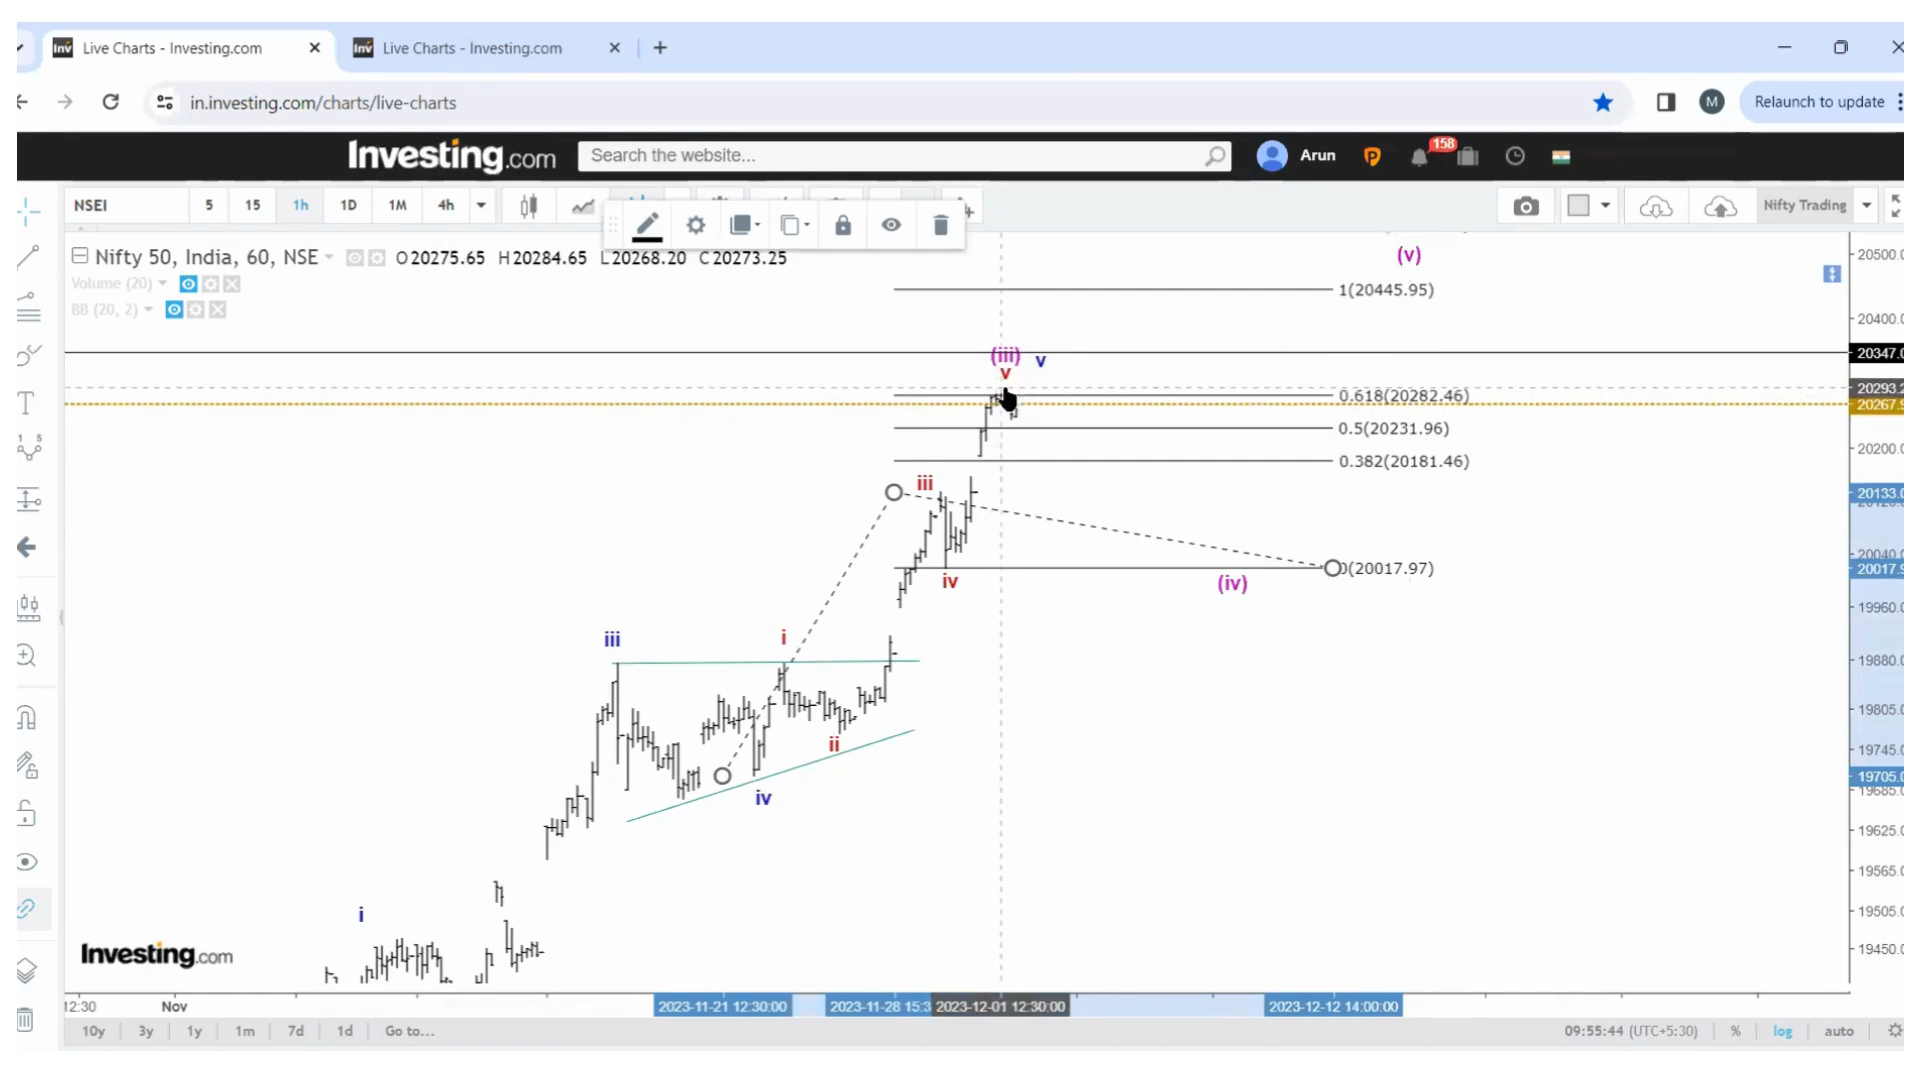 Live Charts - Investing.com
Live Charts - Investing.com
in.investing.com/charts/live-charts
M
Relaunch to update
Investing.com
Search the website...
Arun
158
NSEI
5
15
1h
1D
1M
4h
Nifty Trading
Nifty 50, India, 60, NSE
O20275.65 H20284.65 L20268.20 C20273.25
Volume (20)
BB (20, 2)
(v)
20500.0
1(20445.95)
20400.0
20347.0
(iii)
v
v
20293.2
0.618(20282.46)
20267.9
0.5(20231.96)
20200.0
0.382(20181.46)
iii
20133.0
20040.0
0(20017.97)
20017.9
iv
(iv)
19960.0
iii
i
19880.0
19805.0
ii
19745.0
19705.0
19685.0
iv
19625.0
19565.0
i
19505.0
19450.0
Investing.com
12:30
Nov
2023-11-21 12:30:00
2023-11-28 15:3
2023-12-01 12:30:00
2023-12-12 14:00:00
10y
3y
1y
1m
7d
1d
Go to...
09:55:44 (UTC+5:30)
%
log
auto